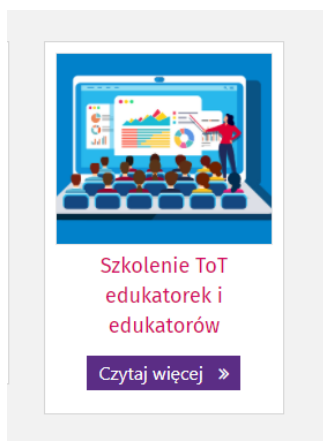 Szkolenie ToT
edukatorek i
edukatorów
Czytaj więcej »